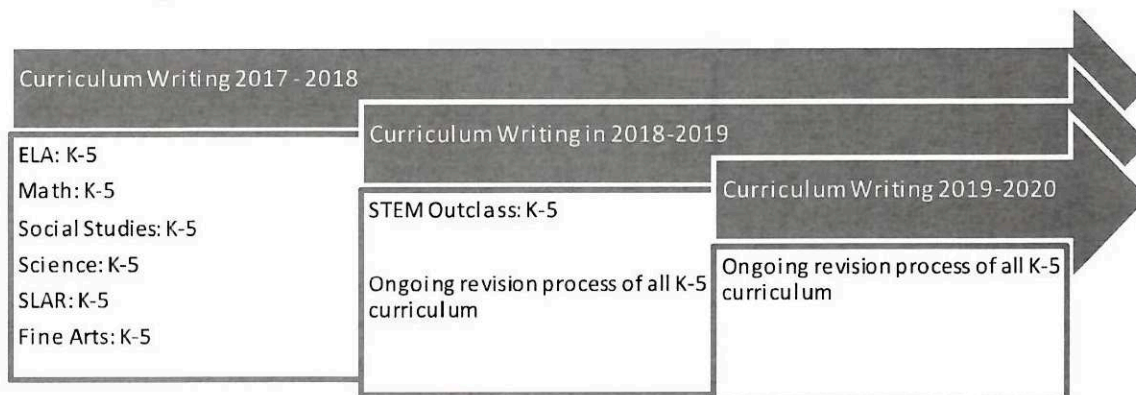 Curriculum Writing 2017 - 2018
ELA: K-5
Math: K-5
Social Studies: K-5
Science: K-5
SLAR: K-5
Fine Arts: K-5
Curriculum Writing in 2018-2019
STEM Outclass: K-5
Ongoing revision process of all K-5
curriculum
Curriculum Writing 2019-2020
Ongoing revision process of all K-5
curriculum